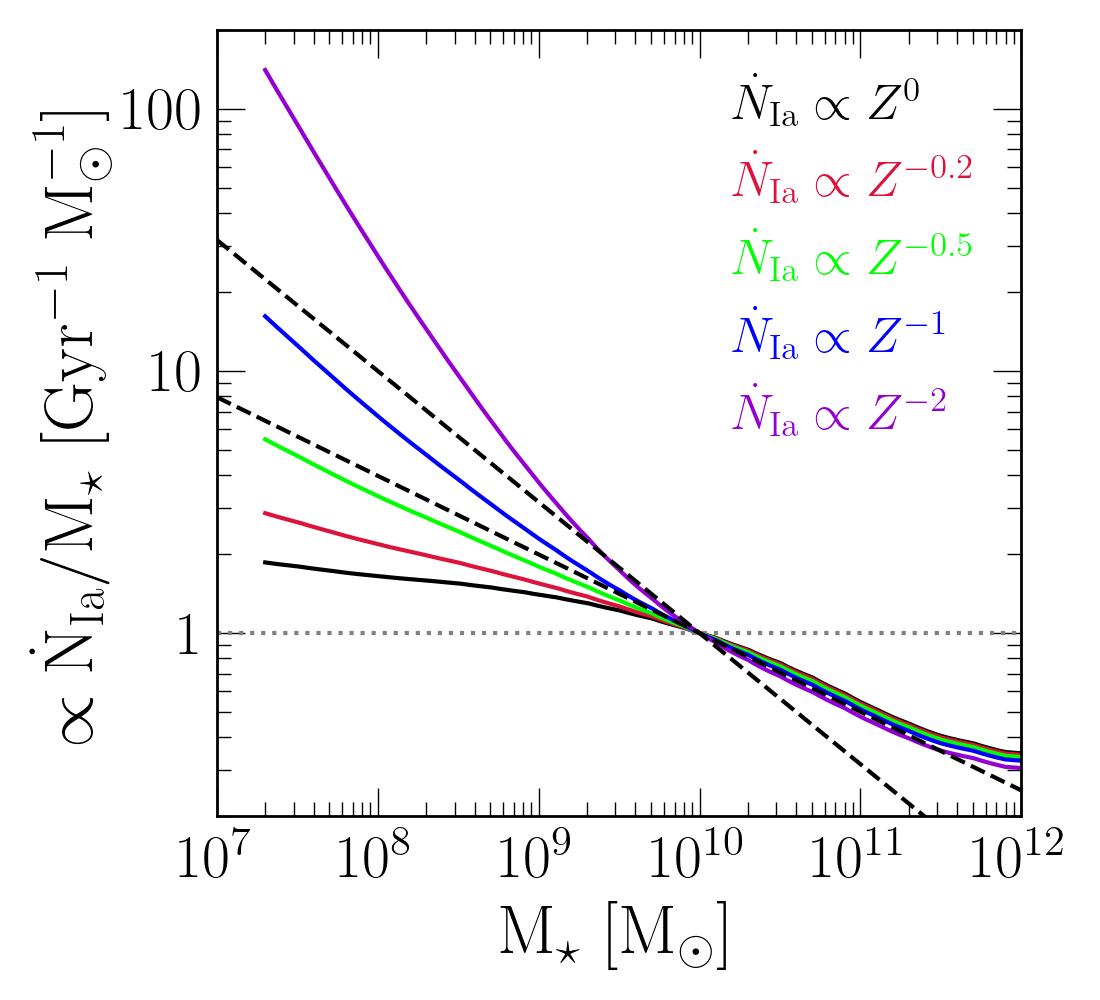 ∝ Ṅ_Ia/M_⋆ [Gyr^−1 M_⊙^−1]
100
10
1
Ṅ_Ia ∝ Z^0
Ṅ_Ia ∝ Z^−0.2
Ṅ_Ia ∝ Z^−0.5
Ṅ_Ia ∝ Z^−1
Ṅ_Ia ∝ Z^−2
10^7 10^8 10^9 10^10 10^11 10^12
M_⋆ [M_⊙]